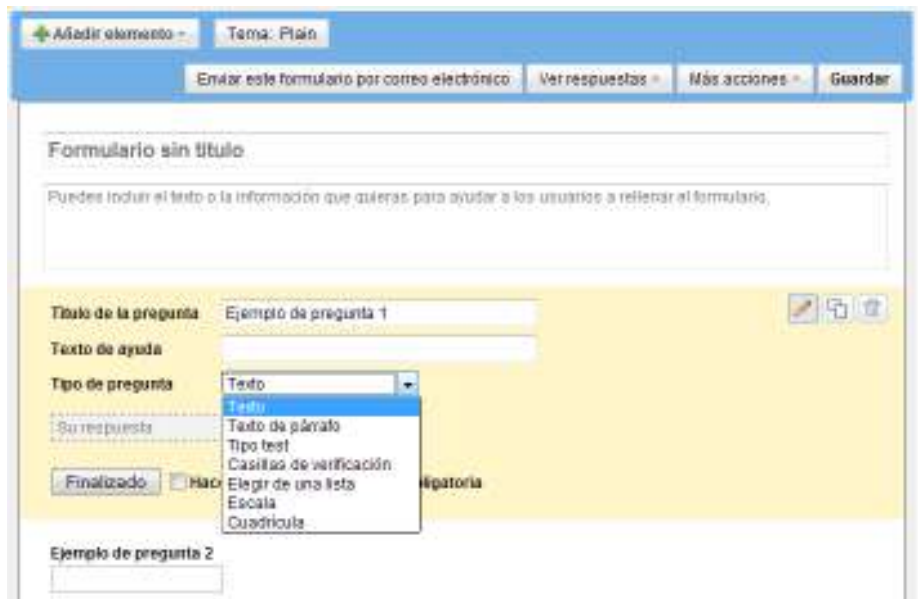 Añadir elemento
Tema: Plain
Enviar este formulario por correo electrónico
Ver respuestas
Más acciones
Guardar
Formulario sin título
Puedes incluir el texto o la información que quieras para ayudar a los usuarios a rellenar el formulario.
Título de la pregunta
Ejemplo de pregunta 1
Texto de ayuda
Tipo de pregunta
Texto
Texto
Su respuesta
Texto de párrafo
Tipo test
Casillas de verificación
Finalizado
Hac
Elegir de una lista
ligatoria
Escala
Cuadrícula
Ejemplo de pregunta 2